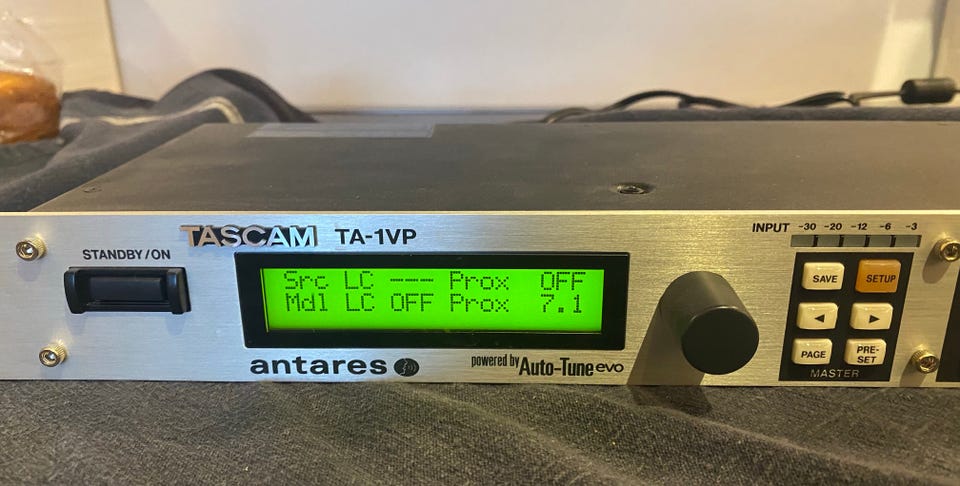 TASCAM TA-1VP
STANDBY/ON
Src LC --- Prox OFF
Mdl LC OFF Prox 7.1
antares
powered by Auto-Tune evo
INPUT -30 -20 -12 -6 -3
SAVE SETUP
◀ ▶
PAGE PRE-
SET
MASTER